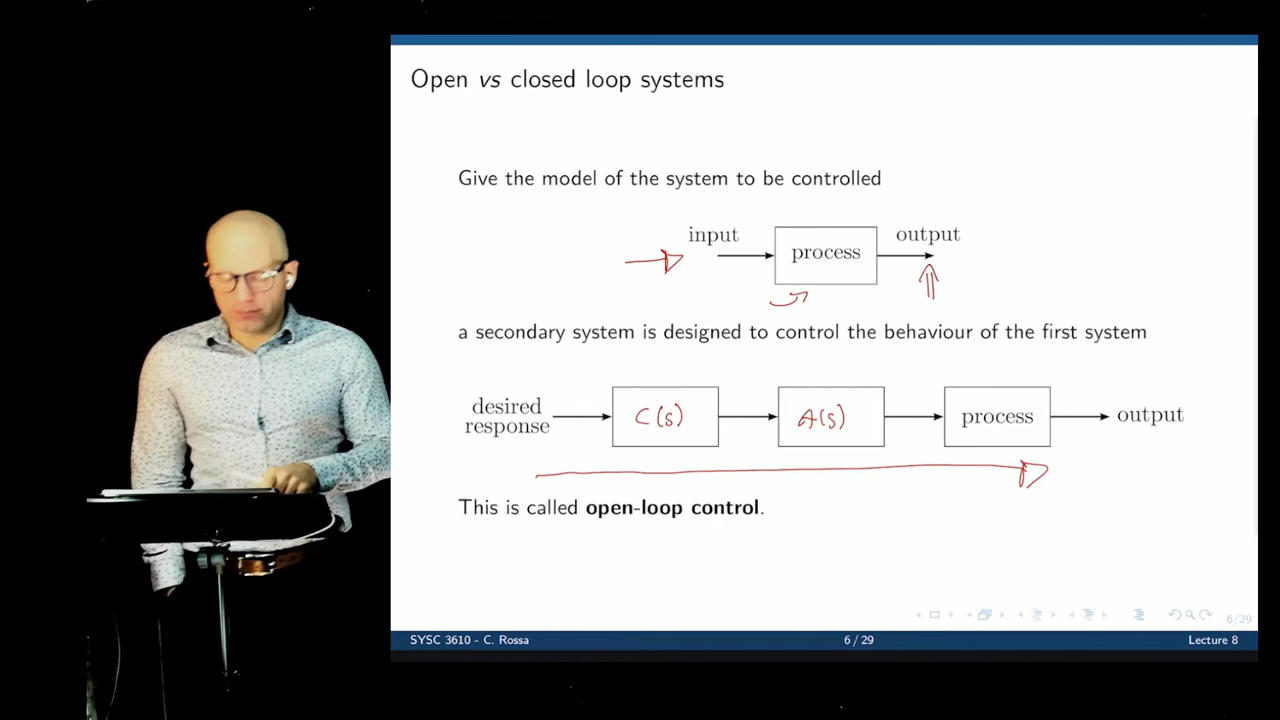 Open vs closed loop systems
Give the model of the system to be controlled
input
process
output
a secondary system is designed to control the behaviour of the first system
desired
response
C(s)
A(s)
process
output
This is called open-loop control.
6/29
SYSC 3610 - C. Rossa
6 / 29
Lecture 8